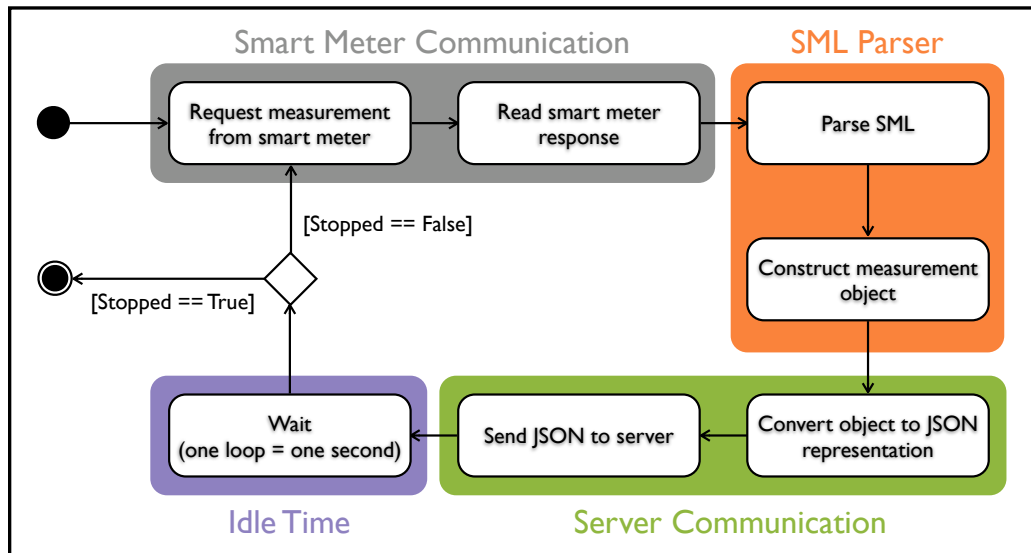 Smart Meter Communication
SML Parser
Request measurement
from smart meter
Read smart meter
response
Parse SML
[Stopped == False]
Construct measurement
object
[Stopped == True]
Wait
(one loop = one second)
Send JSON to server
Convert object to JSON
representation
Idle Time
Server Communication